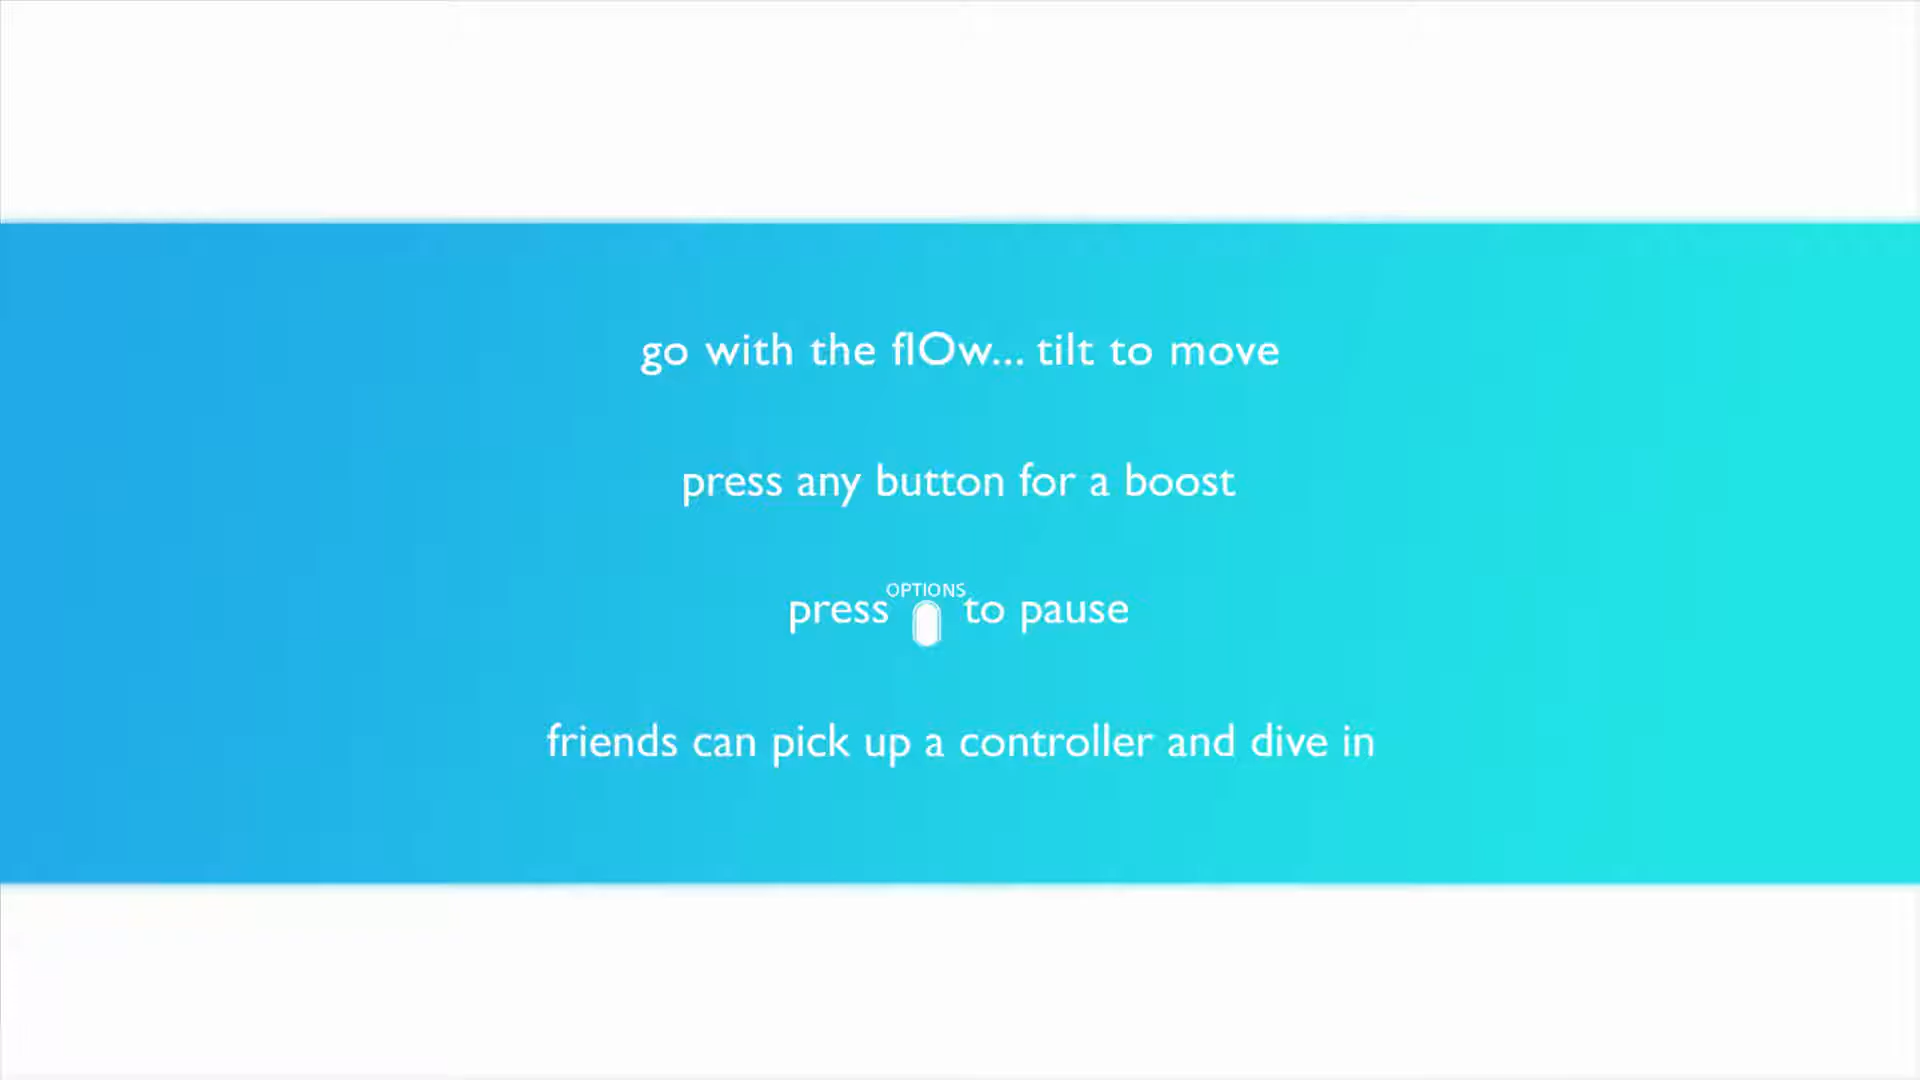 go with the flOw... tilt to move
press any button for a boost
press OPTIONS to pause
friends can pick up a controller and dive in